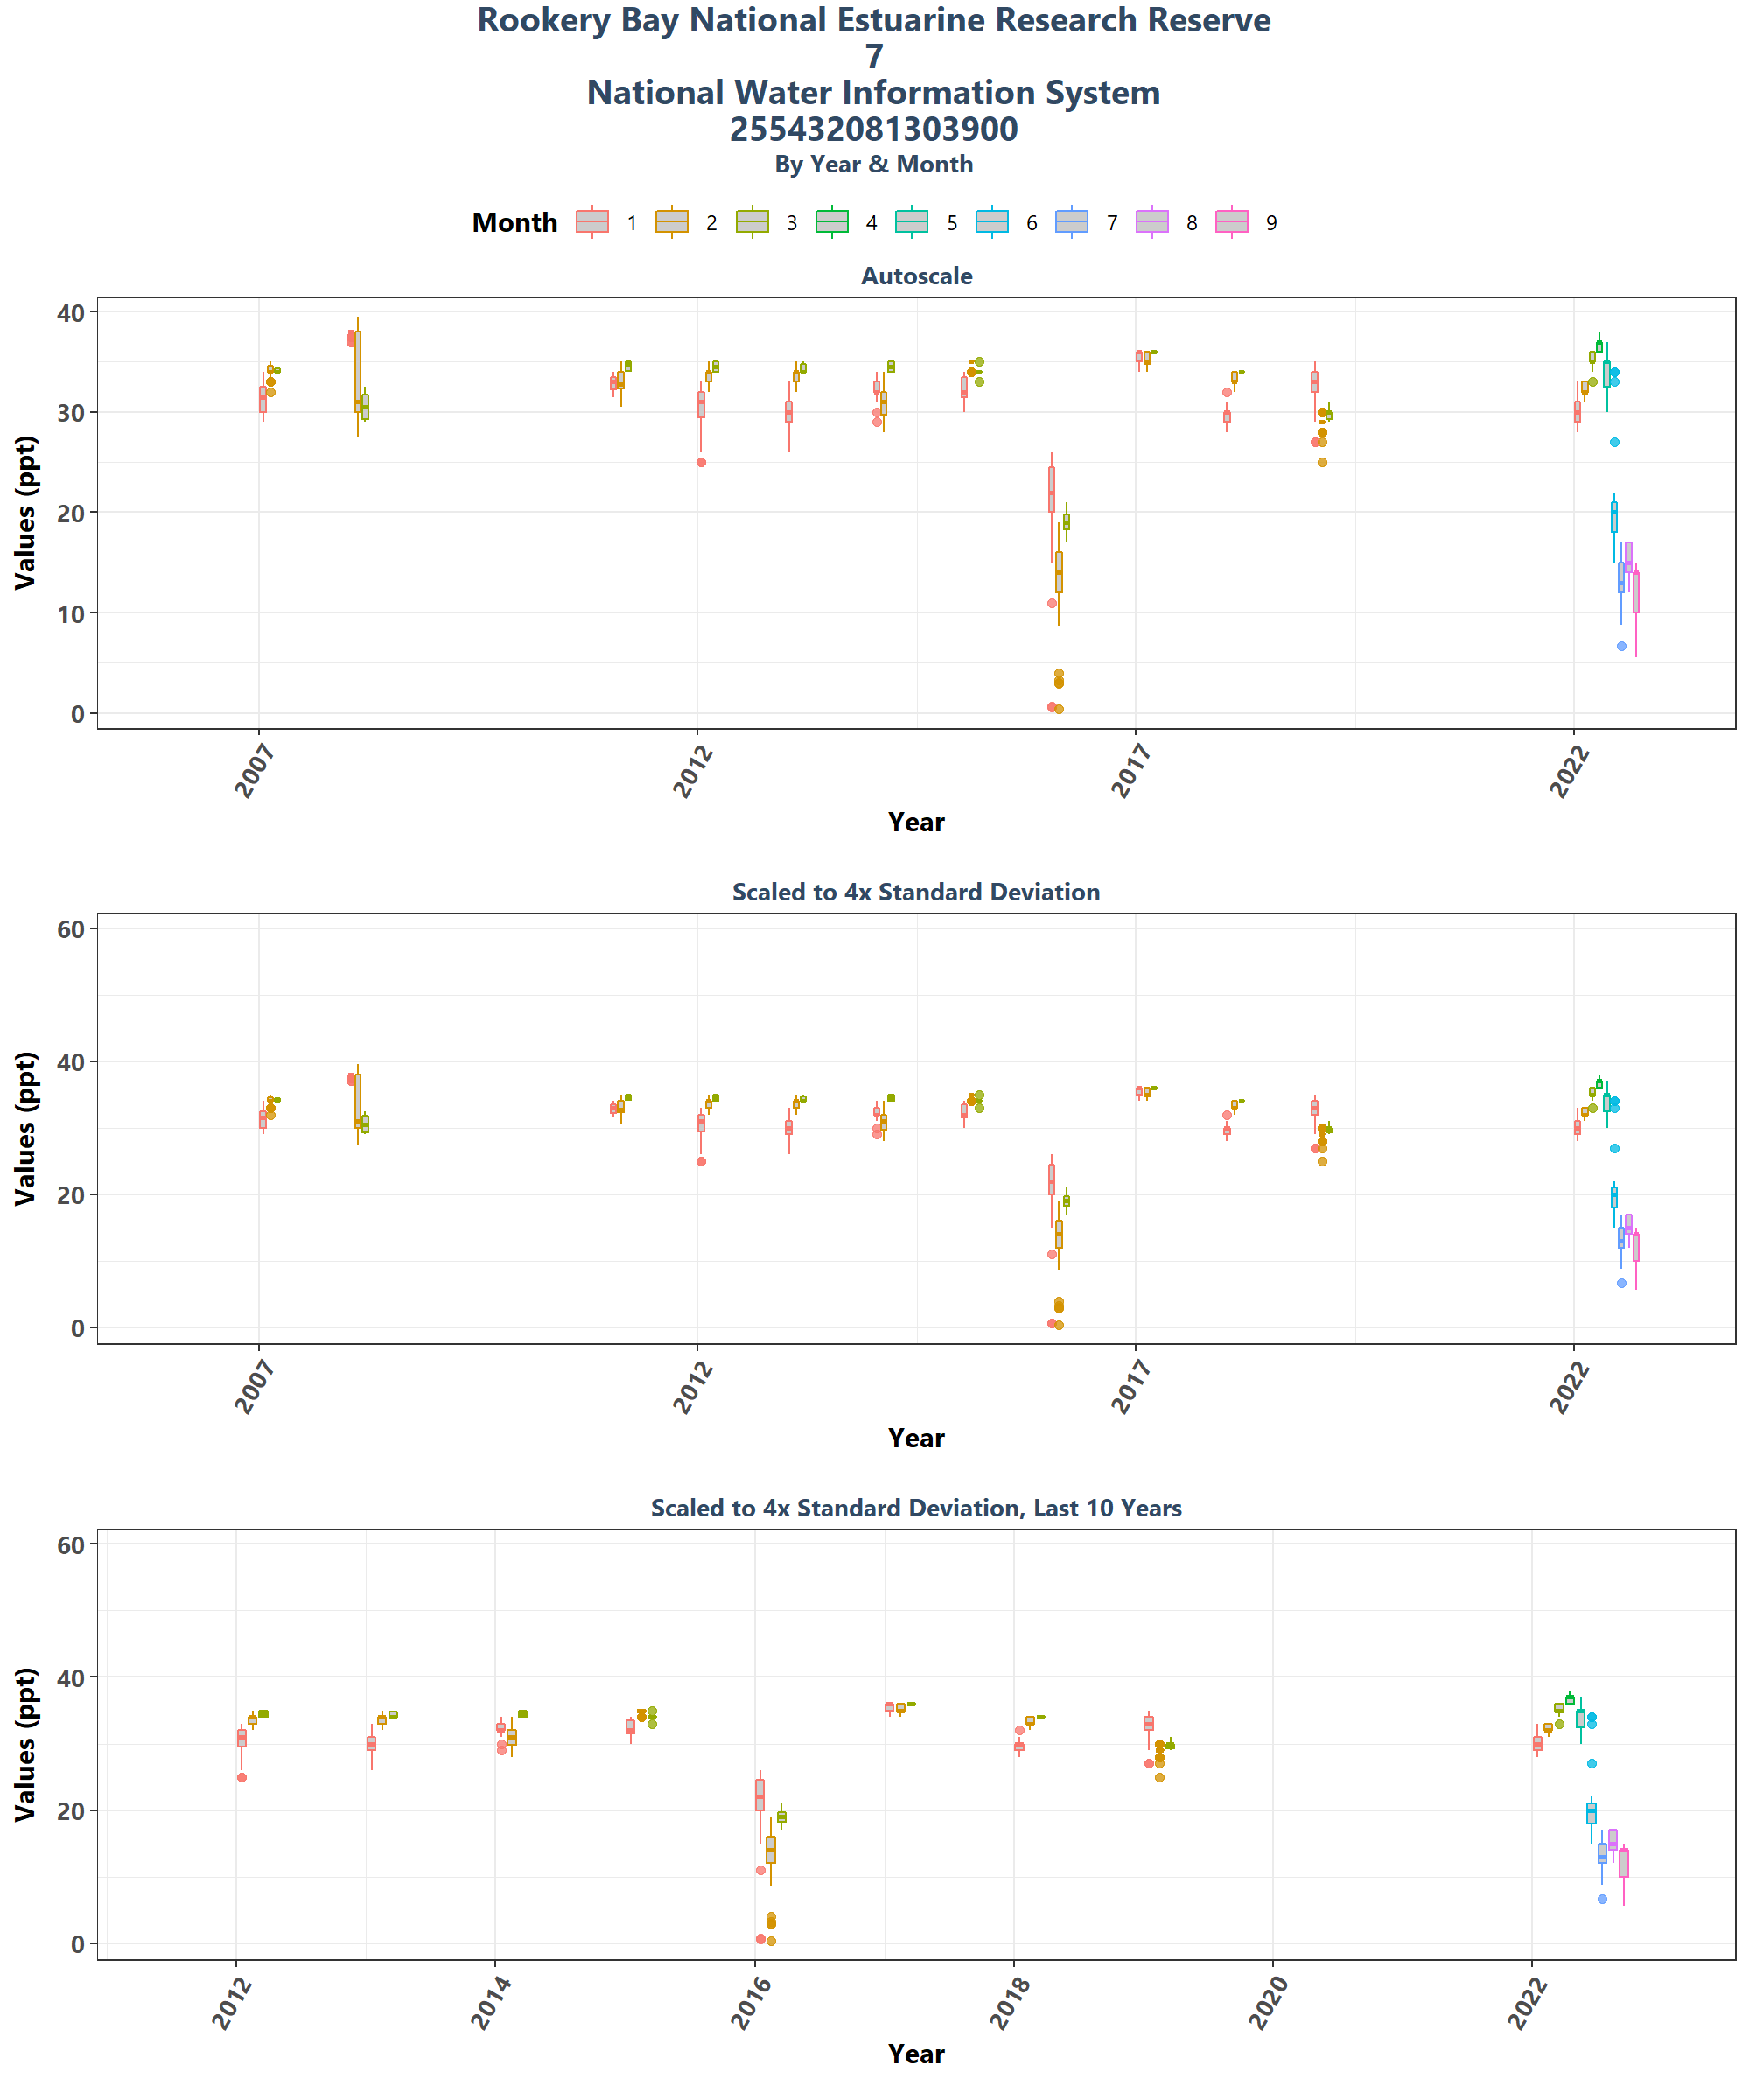 Rookery Bay National Estuarine Research Reserve
7
National Water Information System
255432081303900
By Year & Month
Month 1 2 3 4 5 6 7 8 9
Autoscale
Values (ppt)
40
30
20
10
0
2007 2012 2017 2022
Year
Scaled to 4x Standard Deviation
Values (ppt)
60
40
20
0
2007 2012 2017 2022
Year
Scaled to 4x Standard Deviation, Last 10 Years
Values (ppt)
60
40
20
0
2012 2014 2016 2018 2020 2022
Year